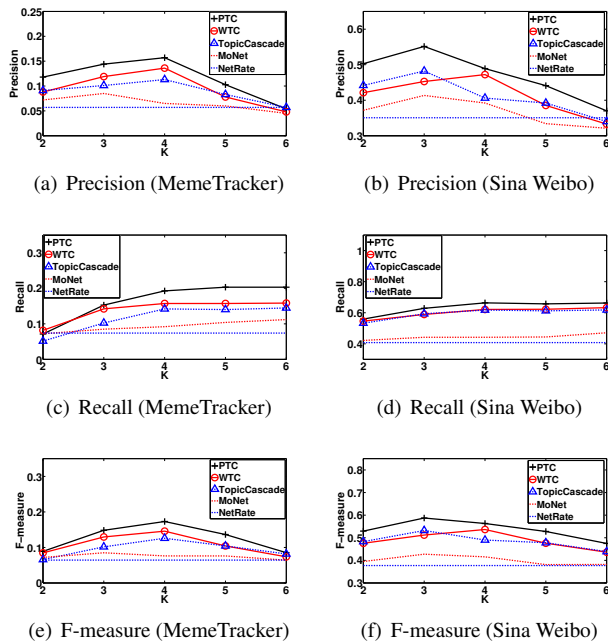 0.25
0.2
0.15
0.1
0.05
0
Precision
2 3 4 5 6
K
PTC
WTC
TopicCascade
MoNet
NetRate
(a) Precision (MemeTracker)
0.6
0.5
0.4
0.3
Precision
2 3 4 5 6
K
PTC
WTC
TopicCascade
MoNet
NetRate
(b) Precision (Sina Weibo)
0.3
0.2
0.1
0
Recall
2 3 4 5 6
K
PTC
WTC
TopicCascade
MoNet
NetRate
(c) Recall (MemeTracker)
1
0.8
0.6
0.4
Recall
2 3 4 5 6
K
PTC
WTC
TopicCascade
MoNet
NetRate
(d) Recall (Sina Weibo)
0.3
0.2
0.1
0
F-measure
2 3 4 5 6
K
PTC
WTC
TopicCascade
MoNet
NetRate
(e) F-measure (MemeTracker)
0.8
0.7
0.6
0.5
0.4
0.3
F-measure
2 3 4 5 6
K
PTC
WTC
TopicCascade
MoNet
NetRate
(f) F-measure (Sina Weibo)